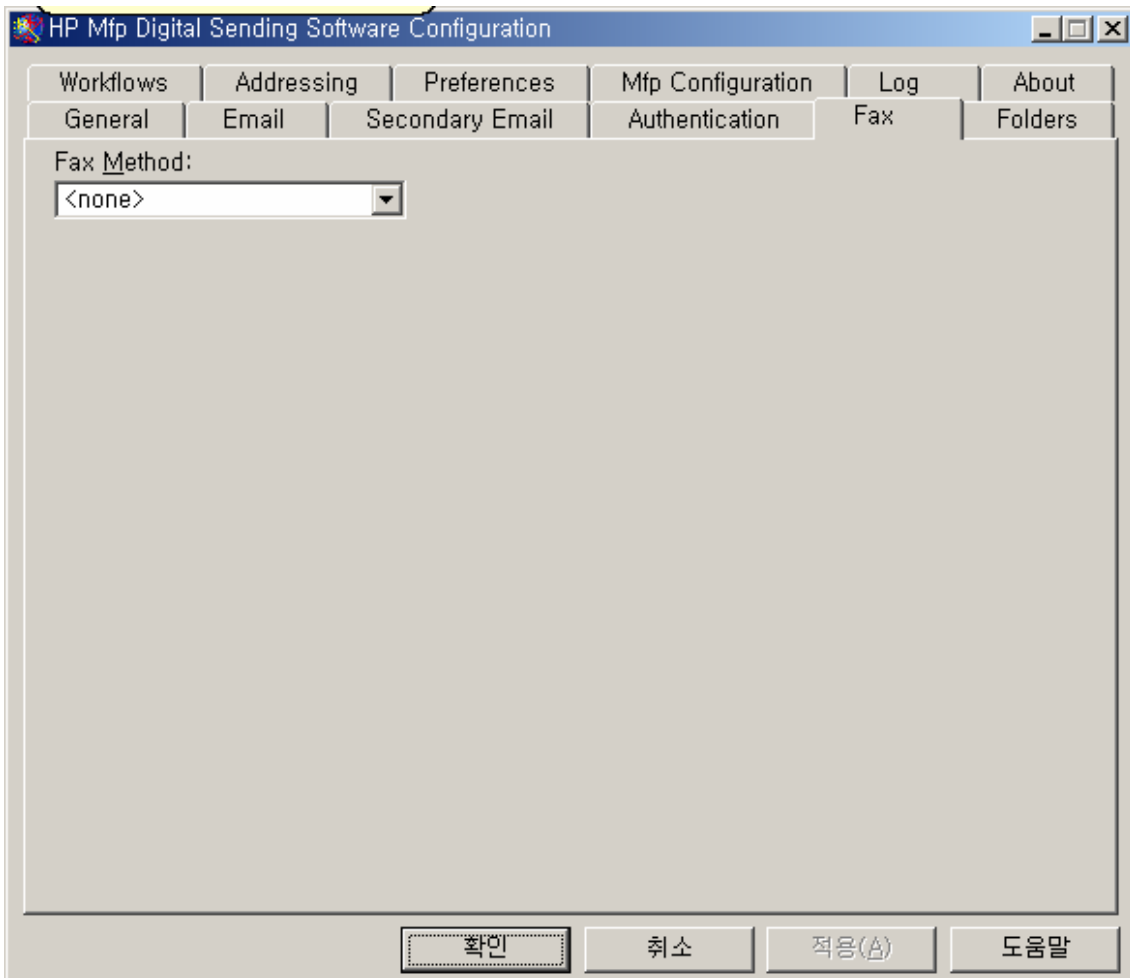 HP Mfp Digital Sending Software Configuration
Workflows Addressing Preferences Mfp Configuration Log About
General Email Secondary Email Authentication Fax Folders
Fax Method:
<none>
확인 취소 적용(A) 도움말